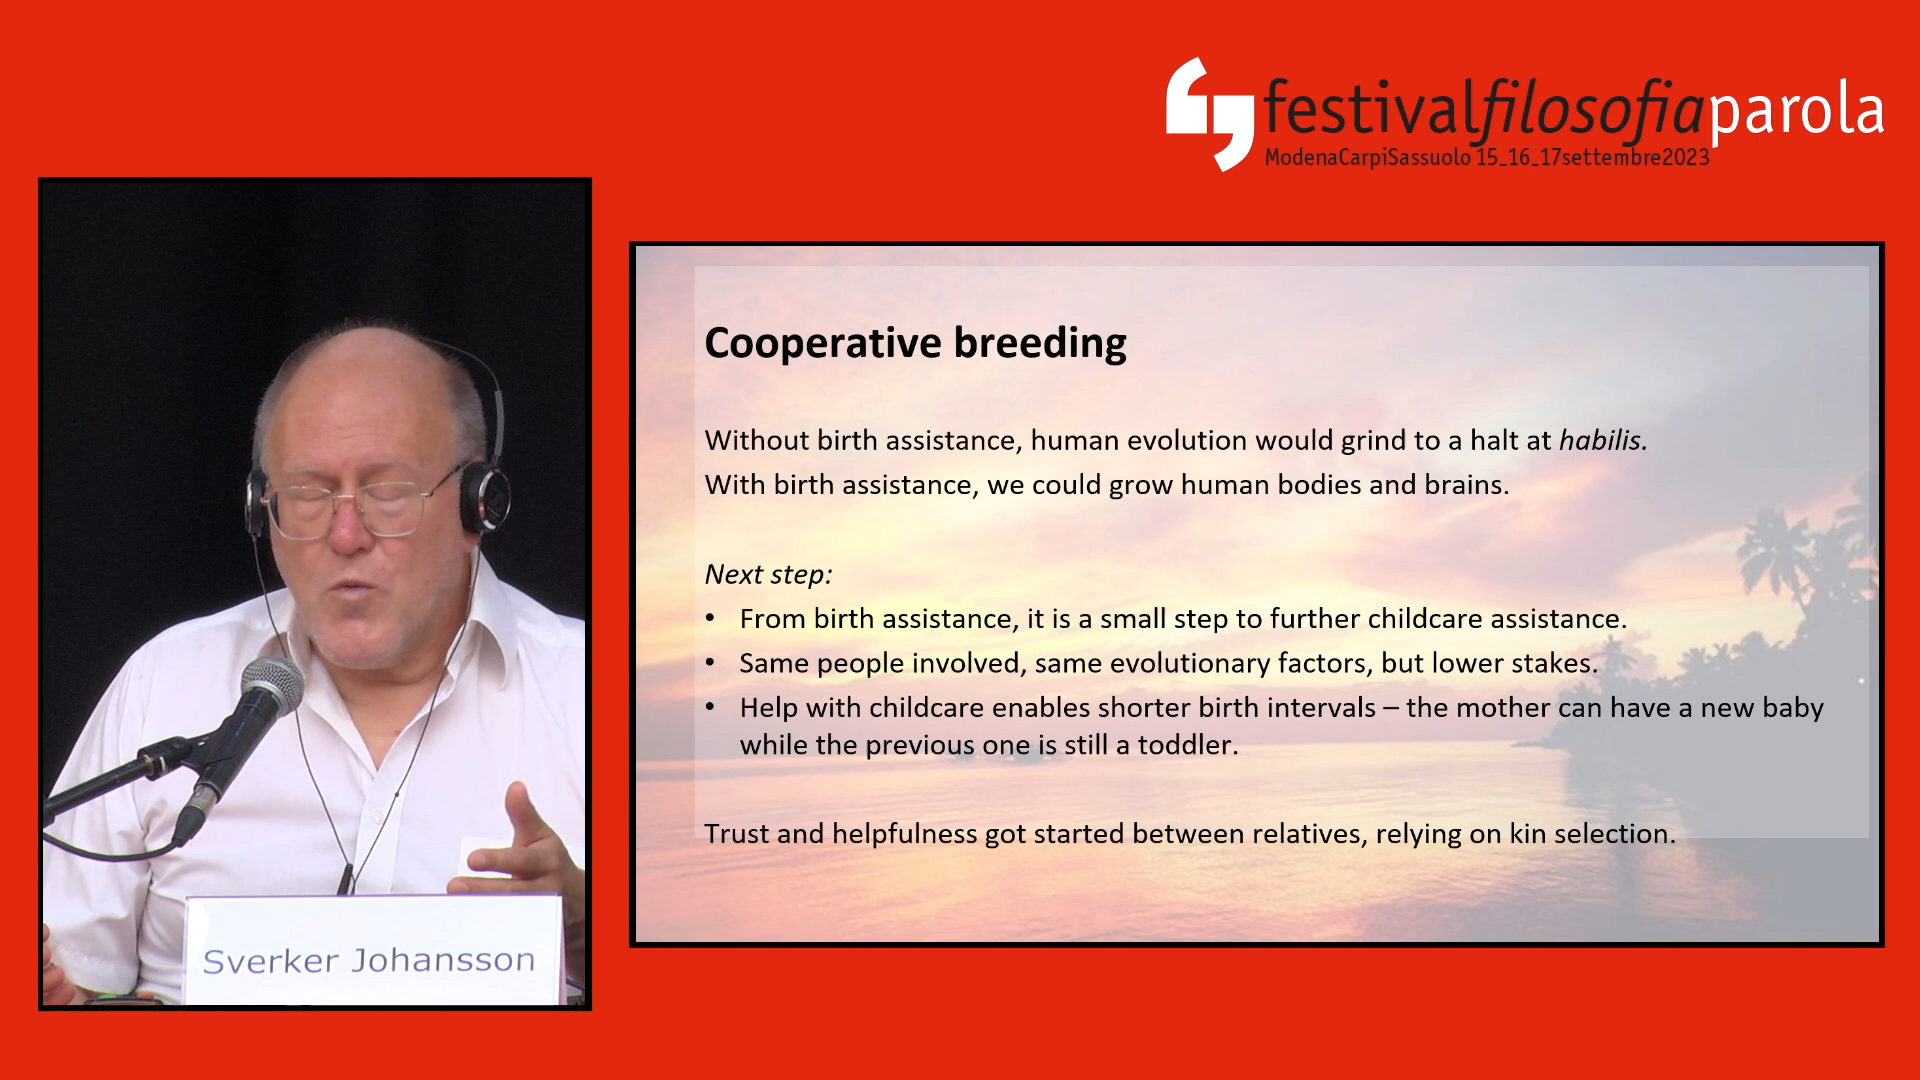 festivalfilosofiaparola
ModenaCarpiSassuolo 15_16_17settembre2023
Cooperative breeding
Without birth assistance, human evolution would grind to a halt at habilis.
With birth assistance, we could grow human bodies and brains.
Next step:
• From birth assistance, it is a small step to further childcare assistance.
• Same people involved, same evolutionary factors, but lower stakes.
• Help with childcare enables shorter birth intervals – the mother can have a new baby
while the previous one is still a toddler.
Trust and helpfulness got started between relatives, relying on kin selection.
Sverker Johansson